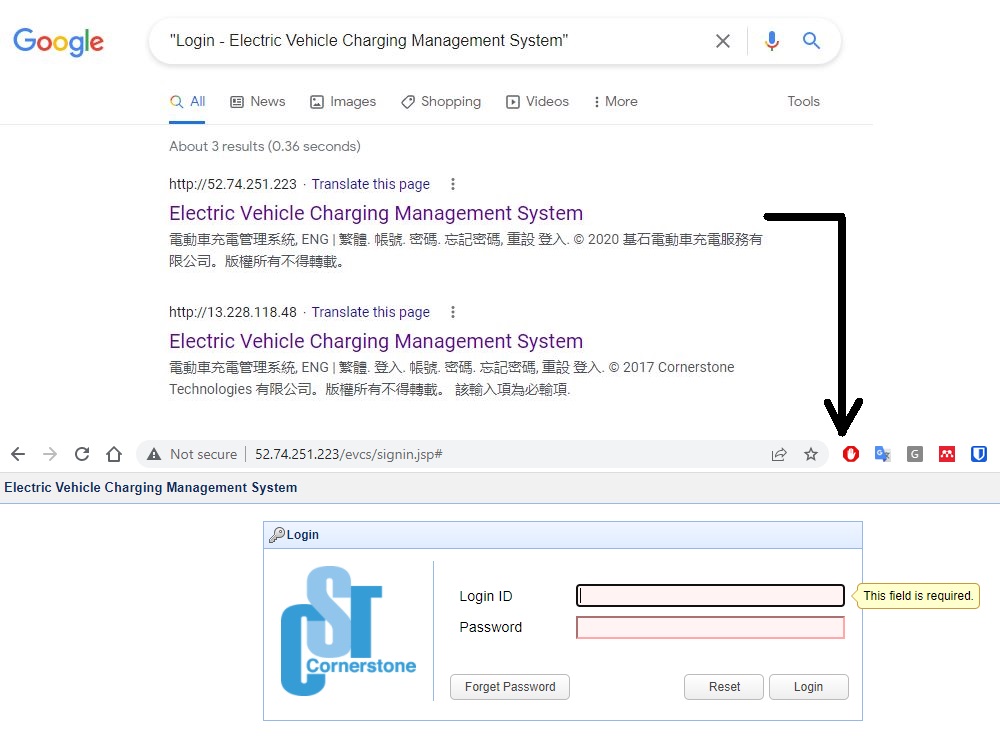 Google
"Login - Electric Vehicle Charging Management System"
All News Images Shopping Videos More Tools
About 3 results (0.36 seconds)
http://52.74.251.223 · Translate this page
Electric Vehicle Charging Management System
電動車充電管理系統, ENG | 繁體. 帳號. 密碼. 忘記密碼, 重設 登入. © 2020 基石電動車充電服務有
限公司。版權所有不得轉載。
http://13.228.118.48 · Translate this page
Electric Vehicle Charging Management System
電動車充電管理系統, ENG | 繁體. 登入. 帳號. 密碼. 忘記密碼, 重設 登入. © 2017 Cornerstone
Technologies 有限公司。版權所有不得轉載。 該輸入項為必輸項.
Not secure 52.74.251.223/evcs/signin.jsp#
Electric Vehicle Charging Management System
Login
CST
Cornerstone
Login ID
This field is required.
Password
Forget Password Reset Login